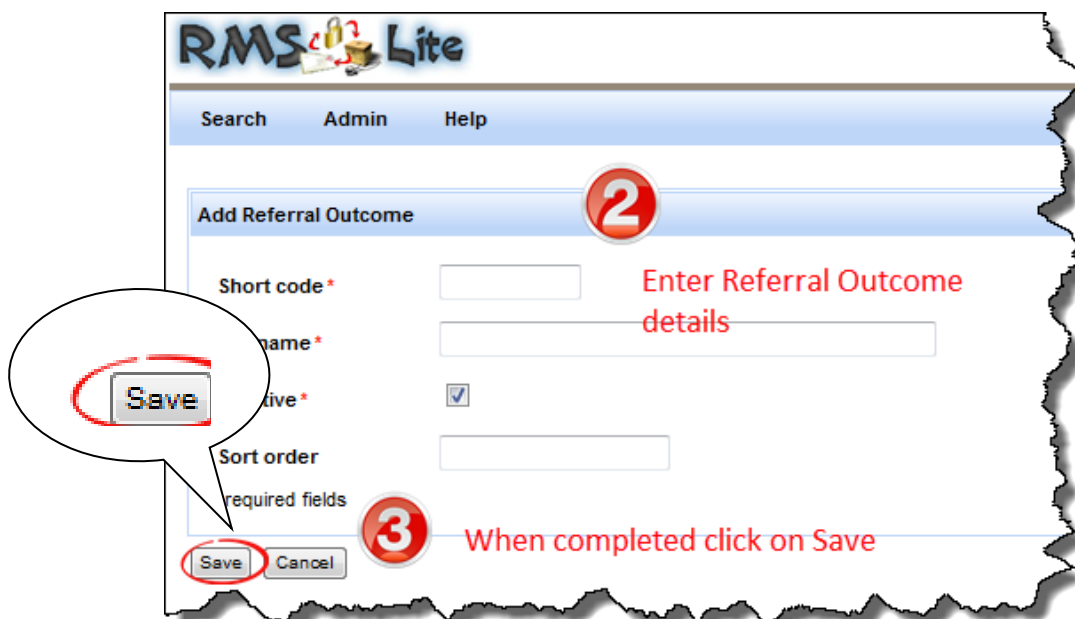 RMS Lite
Search Admin Help
2
Add Referral Outcome
Short code *
Enter Referral Outcome
details
name *
Save
tive *
Sort order
required fields
3
When completed click on Save
Save Cancel